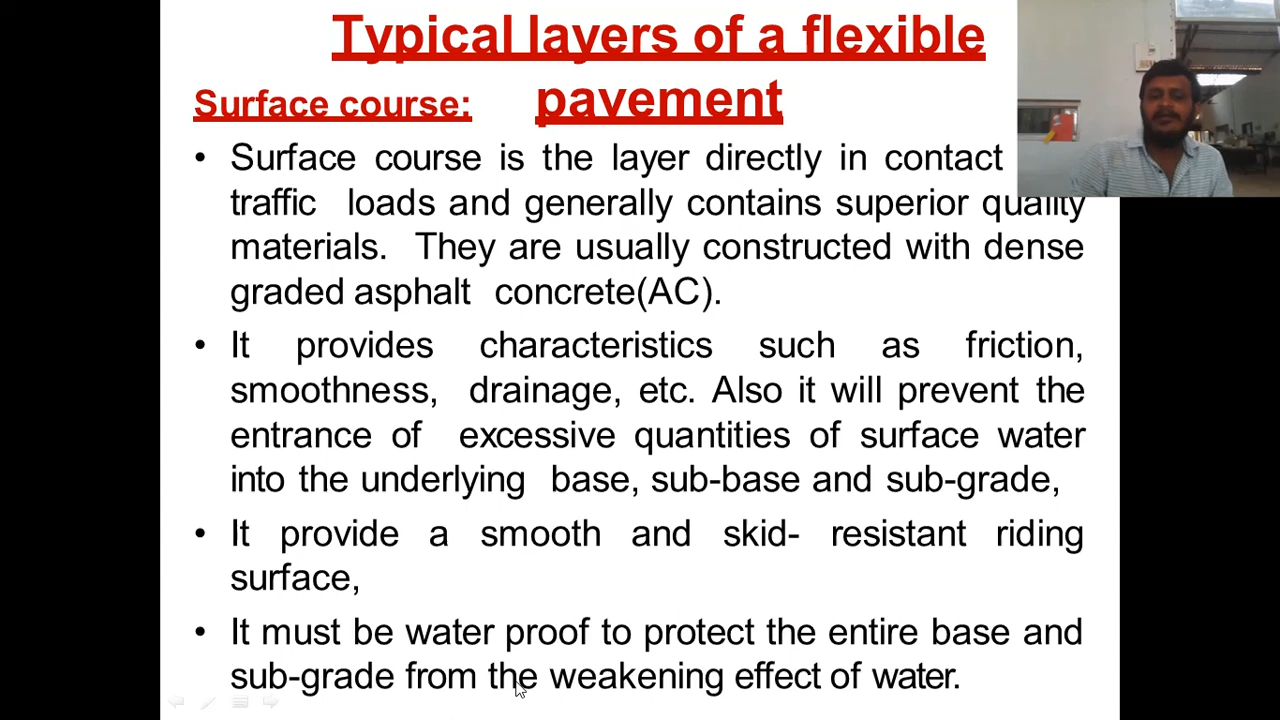 Typical layers of a flexible
pavement
Surface course:
• Surface course is the layer directly in contact
traffic loads and generally contains superior quality
materials. They are usually constructed with dense
graded asphalt concrete(AC).
• It provides characteristics such as friction,
smoothness, drainage, etc. Also it will prevent the
entrance of excessive quantities of surface water
into the underlying base, sub-base and sub-grade,
• It provide a smooth and skid- resistant riding
surface,
• It must be water proof to protect the entire base and
sub-grade from the weakening effect of water.